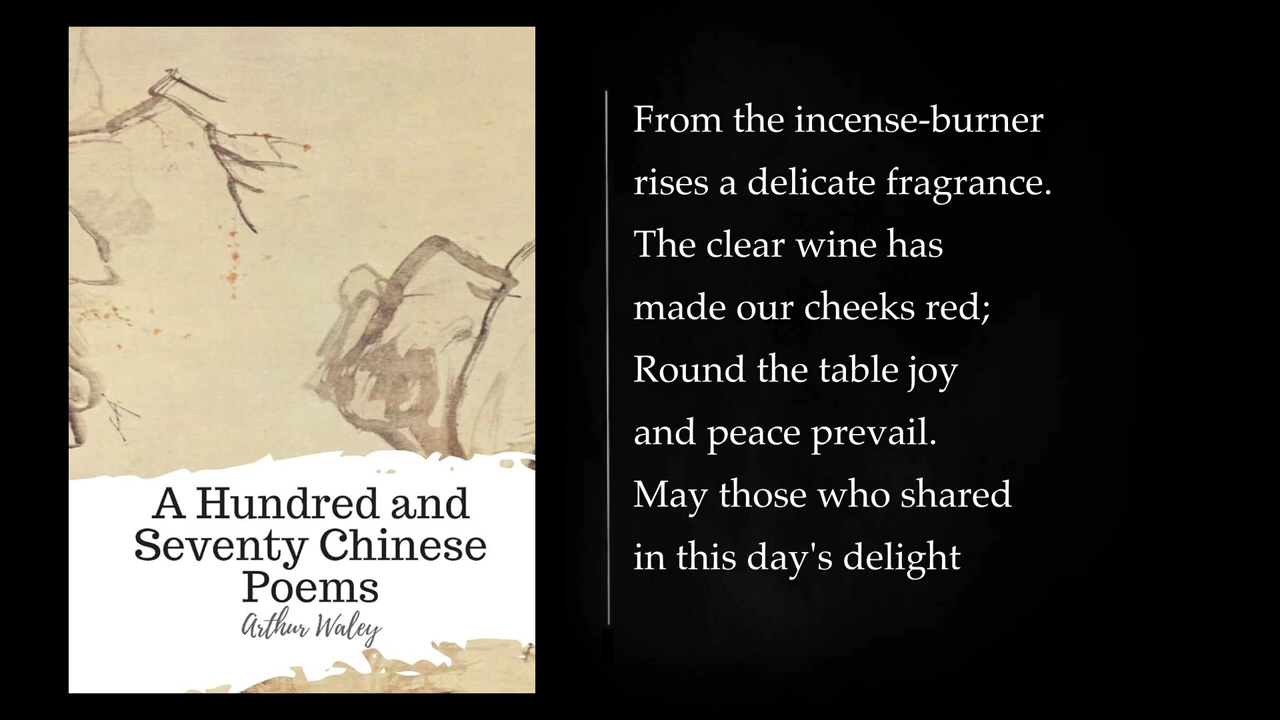 A Hundred and
Seventy Chinese
Poems
Arthur Waley
From the incense-burner
rises a delicate fragrance.
The clear wine has
made our cheeks red;
Round the table joy
and peace prevail.
May those who shared
in this day's delight